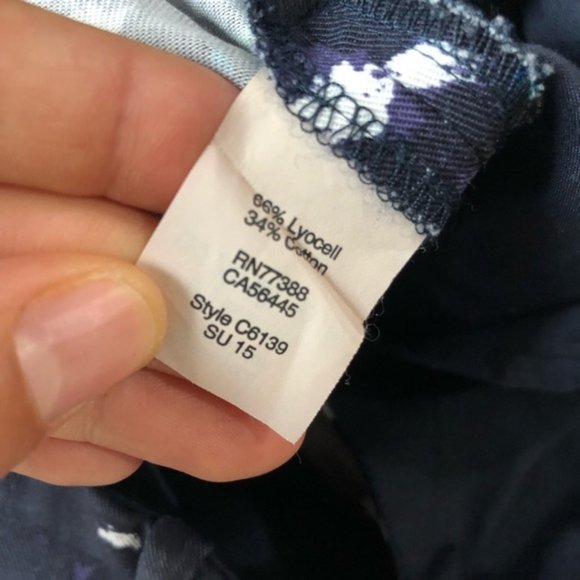 66% Lyocell
34% Cotton
RN77388
CA56445
Style C6139
SU 15